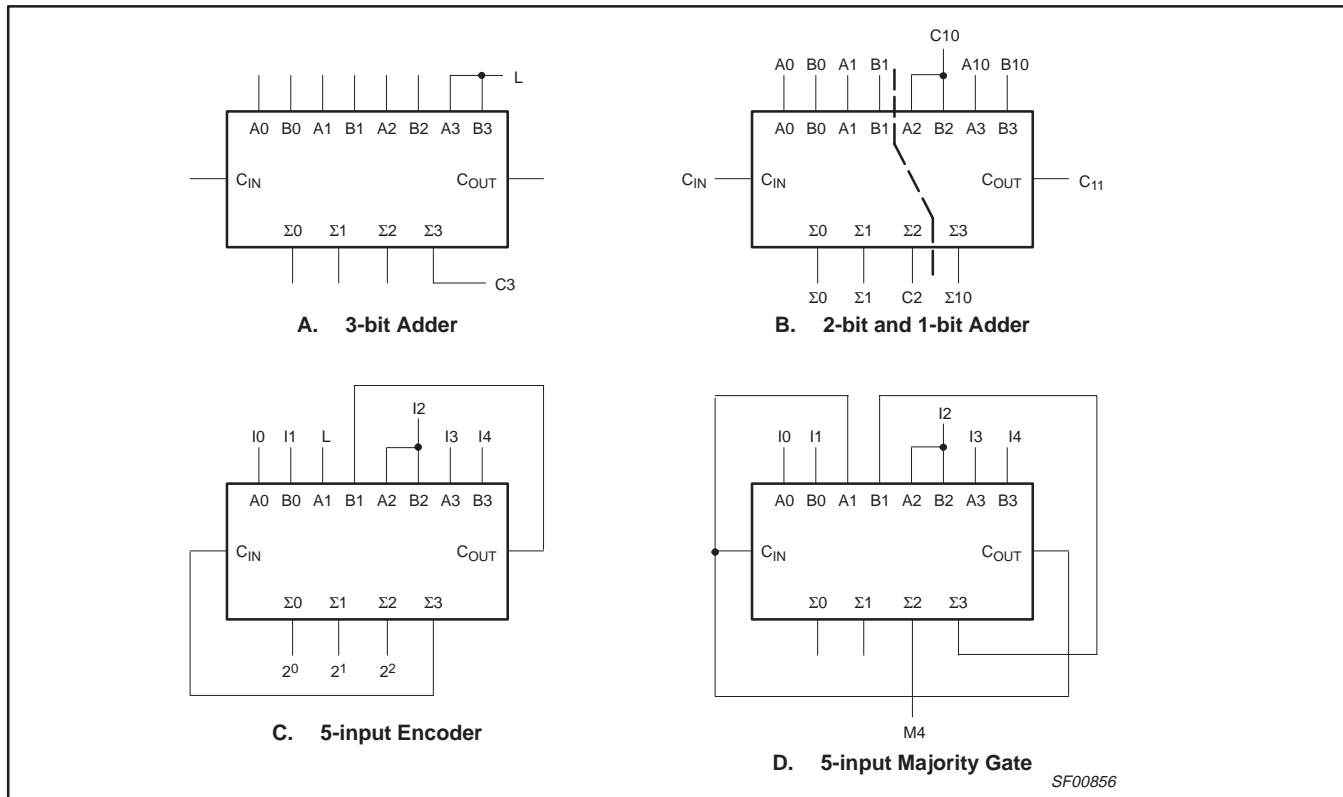 L
A0 B0 A1 B1 A2 B2 A3 B3
CIN COUT
Σ0 Σ1 Σ2 Σ3
C3
A. 3-bit Adder
C10
A0 B0 A1 B1 A10 B10
A0 B0 A1 B1 A2 B2 A3 B3
CIN CIN COUT C11
Σ0 Σ1 Σ2 Σ3
Σ0 Σ1 C2 Σ10
B. 2-bit and 1-bit Adder
I2
I0 I1 L I3 I4
A0 B0 A1 B1 A2 B2 A3 B3
CIN COUT
Σ0 Σ1 Σ2 Σ3
2⁰ 2¹ 2²
C. 5-input Encoder
I2
I0 I1 I3 I4
A0 B0 A1 B1 A2 B2 A3 B3
CIN COUT
Σ0 Σ1 Σ2 Σ3
M4
D. 5-input Majority Gate
SF00856